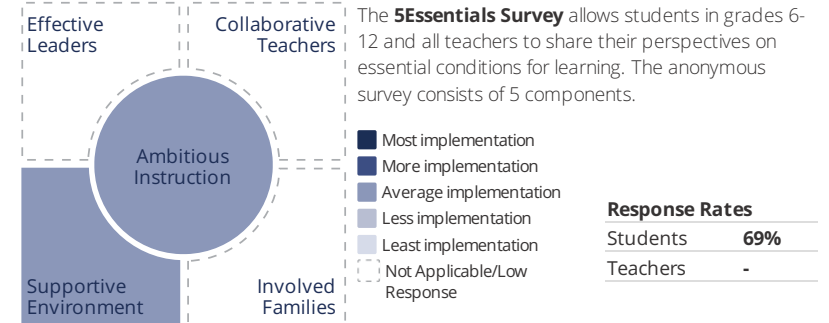 Effective
Leaders
Collaborative
Teachers
Ambitious
Instruction
Supportive
Environment
Involved
Families
The 5Essentials Survey allows students in grades 6-
12 and all teachers to share their perspectives on
essential conditions for learning. The anonymous
survey consists of 5 components.
Most implementation
More implementation
Average implementation
Less implementation
Least implementation
Not Applicable/Low
Response
Response Rates
Students 69%
Teachers -